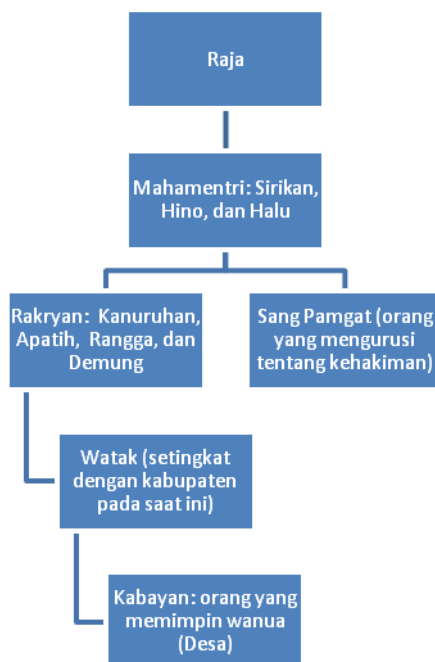 Raja
Mahamentri: Sirikan,
Hino, dan Halu
Rakryan: Kanuruhan,
Apatih, Rangga, dan
Demung
Sang Pamgat (orang
yang mengurusi
tentang kehakiman)
Watak (setingkat
dengan kabupaten
pada saat ini)
Kabayan: orang yang
memimpin wanua
(Desa)